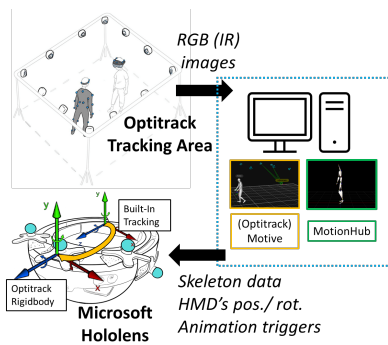 RGB (IR)
images
Optitrack
Tracking Area
(Optitrack)
Motive
MotionHub
y
y
Built-In
Tracking
z
x
Optitrack
Rigidbody
Microsoft
Hololens
Skeleton data
HMD's pos./ rot.
Animation triggers